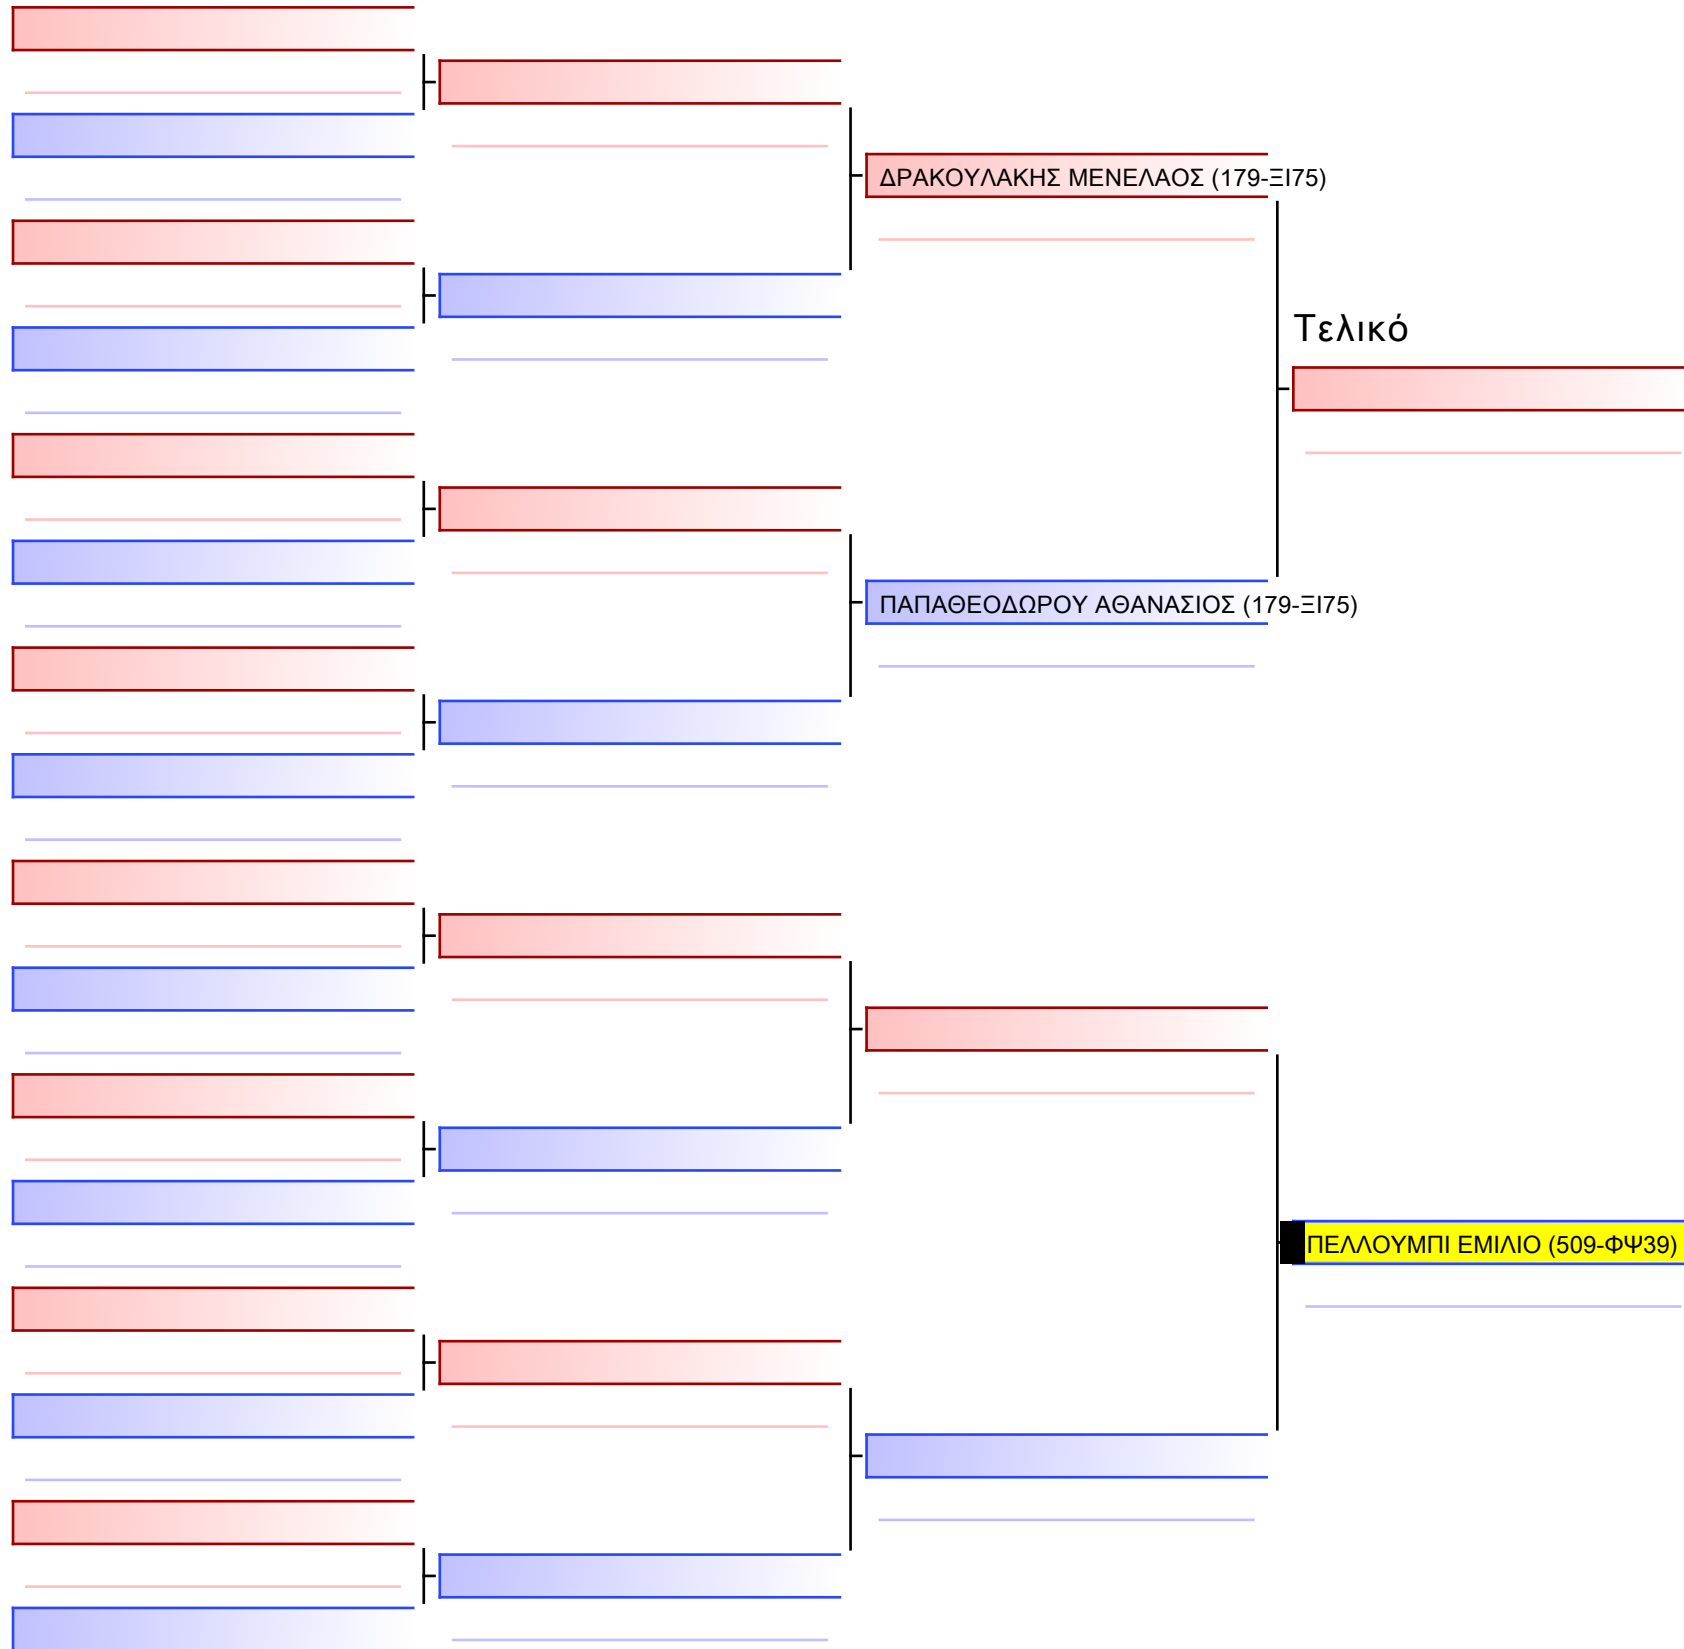 ΔΡΑΚΟΥΛΑΚΗΣ ΜΕΝΕΛΑΟΣ (179-ΞΙ75)
Τελικό
ΠΑΠΑΘΕΟΔΩΡΟΥ ΑΘΑΝΑΣΙΟΣ (179-ΞΙ75)
ΠΕΛΛΟΥΜΠΙ ΕΜΙΛΙΟ (509-ΦΨ39)